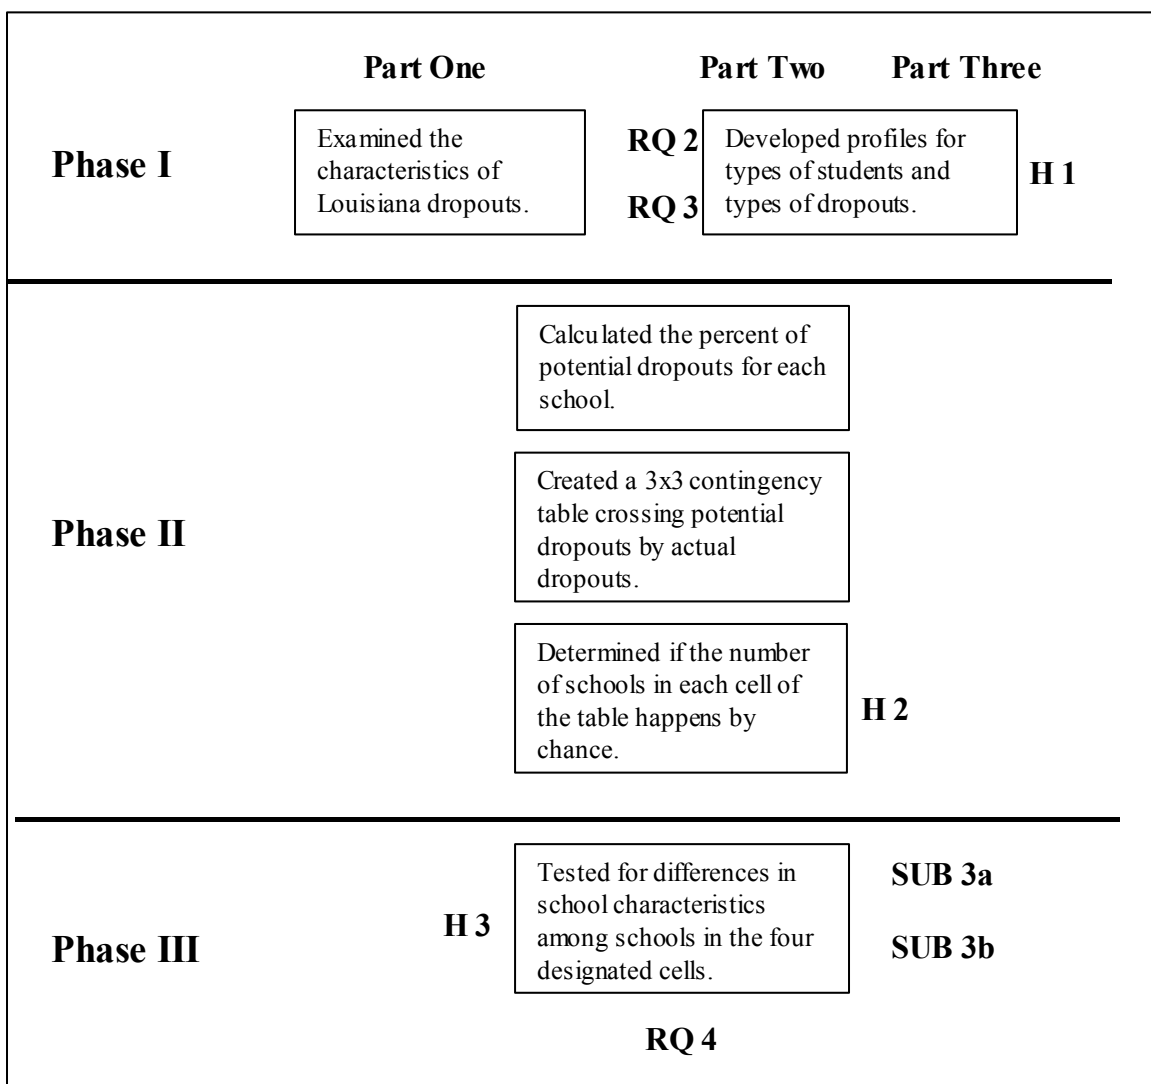 Part One Part Two Part Three
Phase I
Examined the
characteristics of
Louisiana dropouts.
RQ 2
RQ 3
Developed profiles for
types of students and
types of dropouts.
H 1
Phase II
Calculated the percent of
potential dropouts for each
school.
Created a 3x3 contingency
table crossing potential
dropouts by actual
dropouts.
Determined if the number
of schools in each cell of
the table happens by
chance.
H 2
Phase III
H 3
Tested for differences in
school characteristics
among schools in the four
designated cells.
SUB 3a
SUB 3b
RQ 4